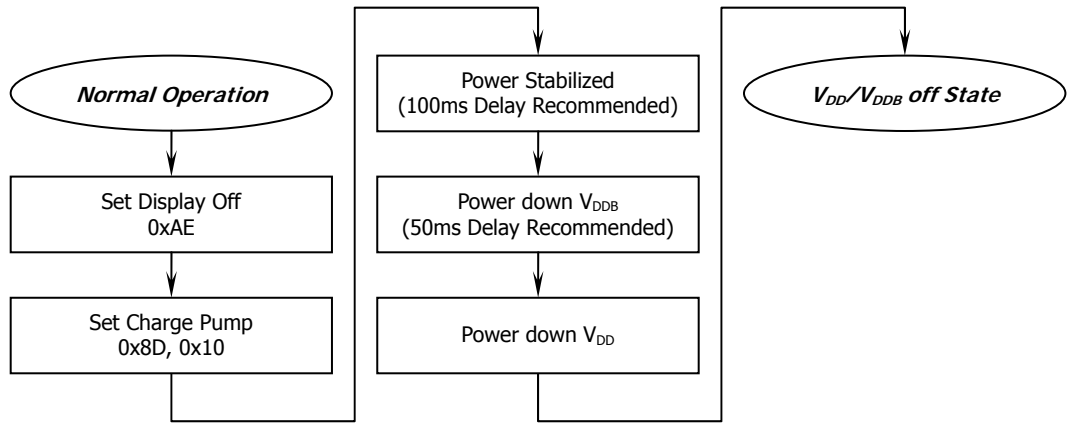 Normal Operation
Set Display Off
0xAE
Set Charge Pump
0x8D, 0x10
Power Stabilized
(100ms Delay Recommended)
Power down VDDB
(50ms Delay Recommended)
Power down VDD
VDD/VDDB off State